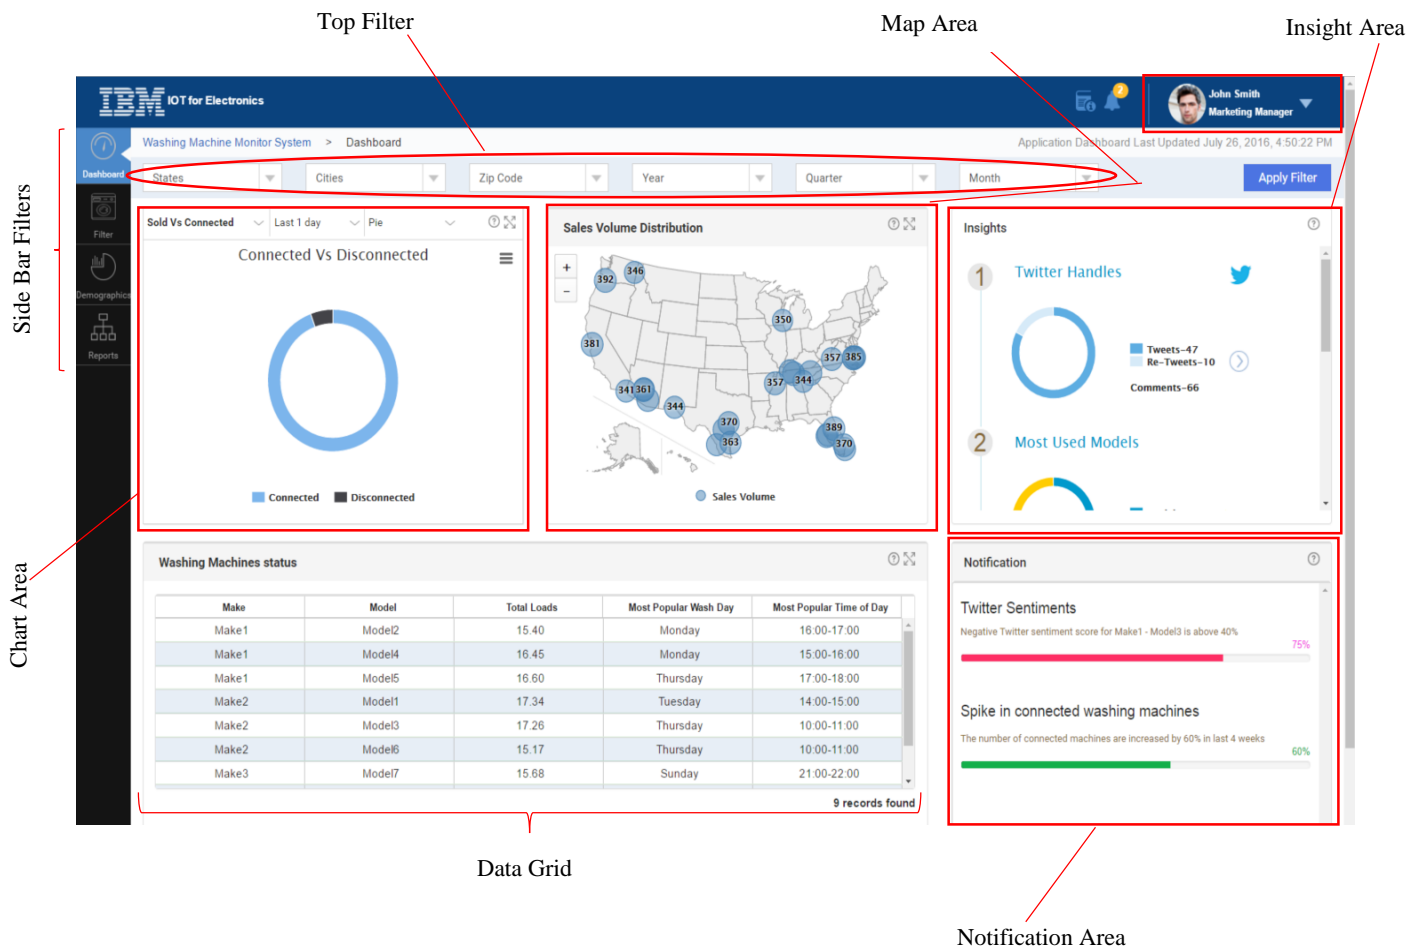 Top Filter
Map Area
Insight Area
IBM IOT for Electronics
2
John Smith
Marketing Manager
Washing Machine Monitor System > Dashboard
Application Dashboard Last Updated July 26, 2016, 4:50:22 PM
Dashboard
States
Cities
Zip Code
Year
Quarter
Month
Apply Filter
Side Bar Filters
Filter
Demographics
Reports
Sold Vs Connected
Last 1 day
Pie
Connected Vs Disconnected
Connected
Disconnected
Sales Volume Distribution
+
−
392
346
350
381
357
385
341
361
357
344
344
370
363
389
370
Sales Volume
Insights
1
Twitter Handles
Tweets-47
Re-Tweets-10
Comments-66
2
Most Used Models
Chart Area
Washing Machines status
Make Model Total Loads Most Popular Wash Day Most Popular Time of Day
Make1 Model2 15.40 Monday 16:00-17:00
Make1 Model4 16.45 Monday 15:00-16:00
Make1 Model5 16.60 Thursday 17:00-18:00
Make2 Model1 17.34 Tuesday 14:00-15:00
Make2 Model3 17.26 Thursday 10:00-11:00
Make2 Model6 15.17 Thursday 10:00-11:00
Make3 Model7 15.68 Sunday 21:00-22:00
9 records found
Notification
Twitter Sentiments
Negative Twitter sentiment score for Make1 - Model3 is above 40%
75%
Spike in connected washing machines
The number of connected machines are increased by 60% in last 4 weeks
60%
Data Grid
Notification Area